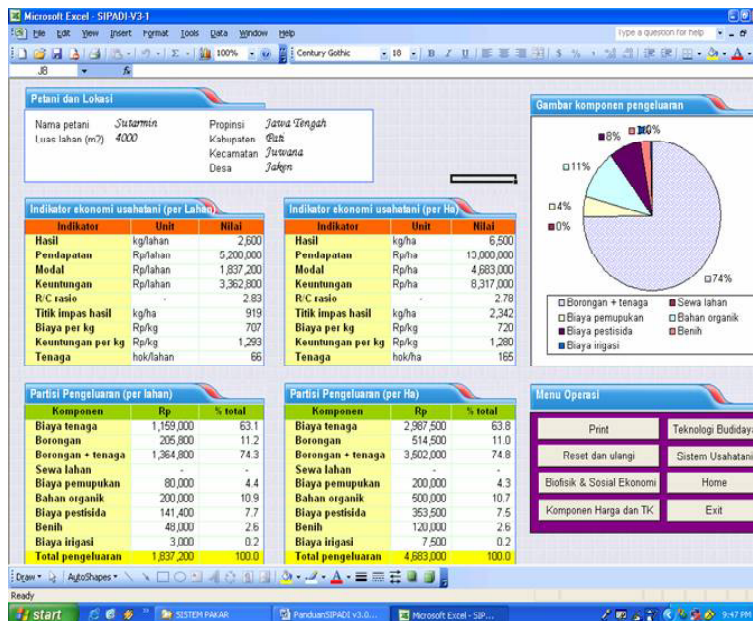 Microsoft Excel - SIPADI-V3-1
File Edit View Insert Format Tools Data Window Help
Type a question for help
100% Century Gothic 18 B I U
J8 fx
Petani dan Lokasi
Nama petani Sutarmin Propinsi Jawa Tengah
Luas lahan (m2) 4000 Kabupaten Pati
Kecamatan Juwana
Desa Jaken
Gambar komponen pengeluaran
8% 0%
11%
4%
0%
74%
Borongan + tenaga Sewa lahan
Biaya pemupukan Bahan organik
Biaya pestisida Benih
Biaya irigasi
Indikator ekonomi usahatani (per Lahan)
Indikator Unit Nilai
Hasil kg/lahan 2,600
Pendapatan Rp/lahan 5,200,000
Modal Rp/lahan 1,837,200
Keuntungan Rp/lahan 3,362,800
R/C rasio - 2.83
Titik impas hasil kg/ha 919
Biaya per kg Rp/kg 707
Keuntungan per kg Rp/kg 1,293
Tenaga hok/lahan 66
Indikator ekonomi usahatani (per Ha)
Indikator Unit Nilai
Hasil kg/ha 6,500
Pendapatan Rp/ha 13,000,000
Modal Rp/ha 4,683,000
Keuntungan Rp/ha 8,317,000
R/C rasio - 2.78
Titik impas hasil kg/ha 2,342
Biaya per kg Rp/kg 720
Keuntungan per kg Rp/kg 1,280
Tenaga hok/ha 165
Partisi Pengeluaran (per lahan)
Komponen Rp % total
Biaya tenaga 1,159,000 63.1
Borongan 205,800 11.2
Borongan + tenaga 1,364,800 74.3
Sewa lahan - -
Biaya pemupukan 80,000 4.4
Bahan organik 200,000 10.9
Biaya pestisida 141,400 7.7
Benih 48,000 2.6
Biaya irigasi 3,000 0.2
Total pengeluaran 1,837,200 100.0
Partisi Pengeluaran (per Ha)
Komponen Rp % total
Biaya tenaga 2,987,500 63.8
Borongan 514,500 11.0
Borongan + tenaga 3,502,000 74.8
Sewa lahan - -
Biaya pemupukan 200,000 4.3
Bahan organik 500,000 10.7
Biaya pestisida 353,500 7.5
Benih 120,000 2.6
Biaya irigasi 7,500 0.2
Total pengeluaran 4,683,000 100.0
Menu Operasi
Print Teknologi Budiday
Reset dan ulangi Sistem Usahatani
Biofisik & Sosial Ekonomi Home
Komponen Harga dan TK Exit
Draw AutoShapes
Ready
start SISTEM PAKAR PanduanSIPADI v3.0... Microsoft Excel - SIP... 9:47 PM